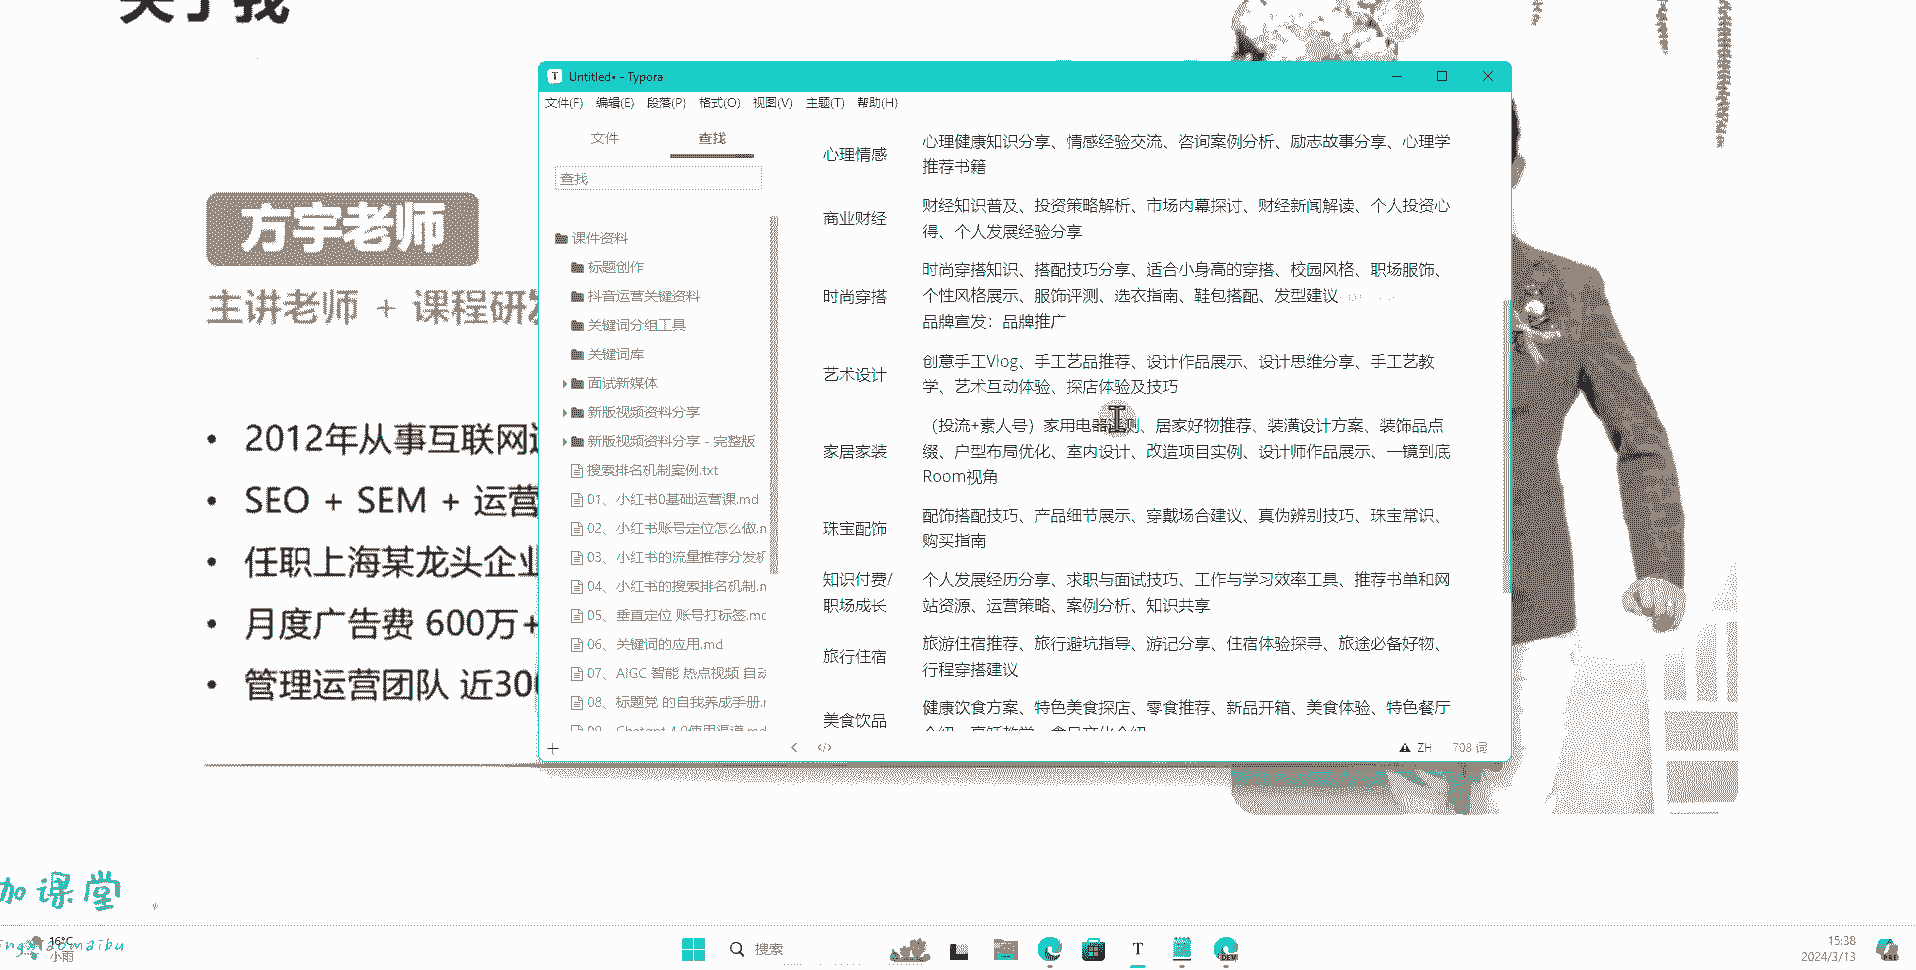 关于我
方宇老师
主讲老师 + 课程研发
2012年从事互联网运
SEO + SEM + 运营
任职上海某龙头企业
月度广告费 600万+
管理运营团队 近300
加课堂
Untitled• - Typora
文件(F) 编辑(E) 段落(P) 格式(O) 视图(V) 主题(T) 帮助(H)
文件 查找
查找
课件资料
标题创作
抖音运营关键资料
关键词分组工具
关键词库
面试新媒体
新版视频资料分享
新版视频资料分享 - 完整版
搜索排名机制案例.txt
01、小红书0基础运营课.md
02、小红书账号定位怎么做.m
03、小红书的流量推荐分发机
04、小红书的搜索排名机制.m
05、垂直定位 账号打标签.md
06、关键词的应用.md
07、AIGC 智能 热点视频 自动
08、标题党 的自我养成手册.m
09、Chatgpt 4.0使用渠道.md
心理情感
心理健康知识分享、情感经验交流、咨询案例分析、励志故事分享、心理学
推荐书籍
商业财经
财经知识普及、投资策略解析、市场内幕探讨、财经新闻解读、个人投资心
得、个人发展经验分享
时尚穿搭
时尚穿搭知识、搭配技巧分享、适合小身高的穿搭、校园风格、职场服饰、
个性风格展示、服饰评测、选衣指南、鞋包搭配、发型建议
品牌宣发：品牌推广
艺术设计
创意手工Vlog、手工艺品推荐、设计作品展示、设计思维分享、手工艺教
学、艺术互动体验、探店体验及技巧
家居家装
（投流+素人号）家用电器评测、居家好物推荐、装潢设计方案、装饰品点
缀、户型布局优化、室内设计、改造项目实例、设计师作品展示、一镜到底
Room视角
珠宝配饰
配饰搭配技巧、产品细节展示、穿戴场合建议、真伪辨别技巧、珠宝常识、
购买指南
知识付费/
职场成长
个人发展经历分享、求职与面试技巧、工作与学习效率工具、推荐书单和网
站资源、运营策略、案例分析、知识共享
旅行住宿
旅游住宿推荐、旅行避坑指导、游记分享、住宿体验探寻、旅途必备好物、
行程穿搭建议
美食饮品
健康饮食方案、特色美食探店、零食推荐、新品开箱、美食体验、特色餐厅
ZH 708 词
16°C
小雨
搜索
15:38
2024/3/13